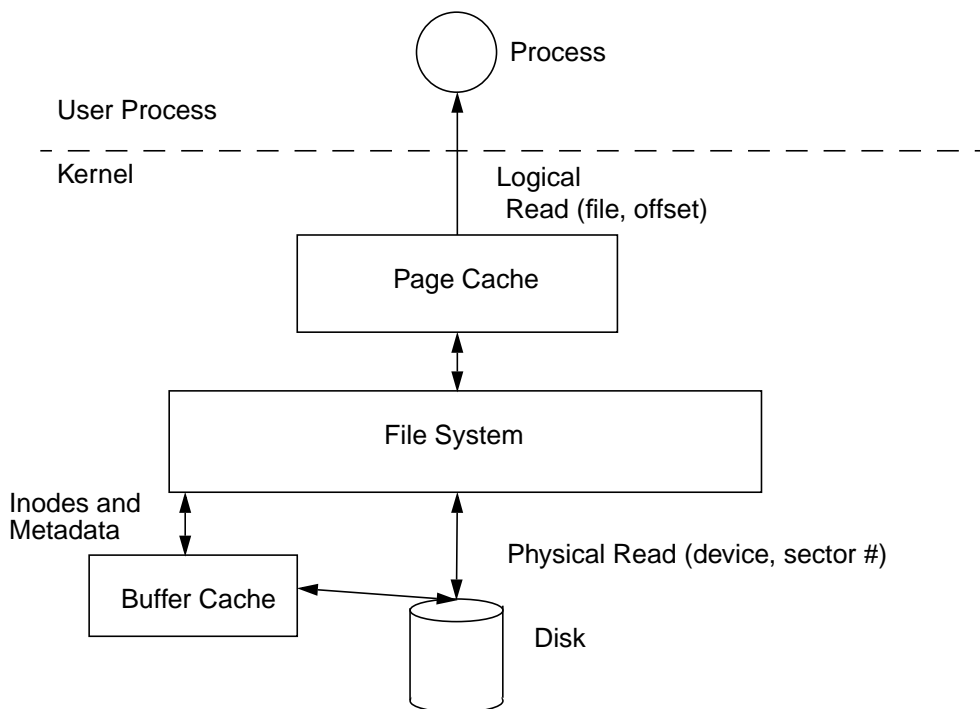 Process
User Process
Kernel
Logical
Read (file, offset)
Page Cache
File System
Inodes and
Metadata
Physical Read (device, sector #)
Buffer Cache
Disk